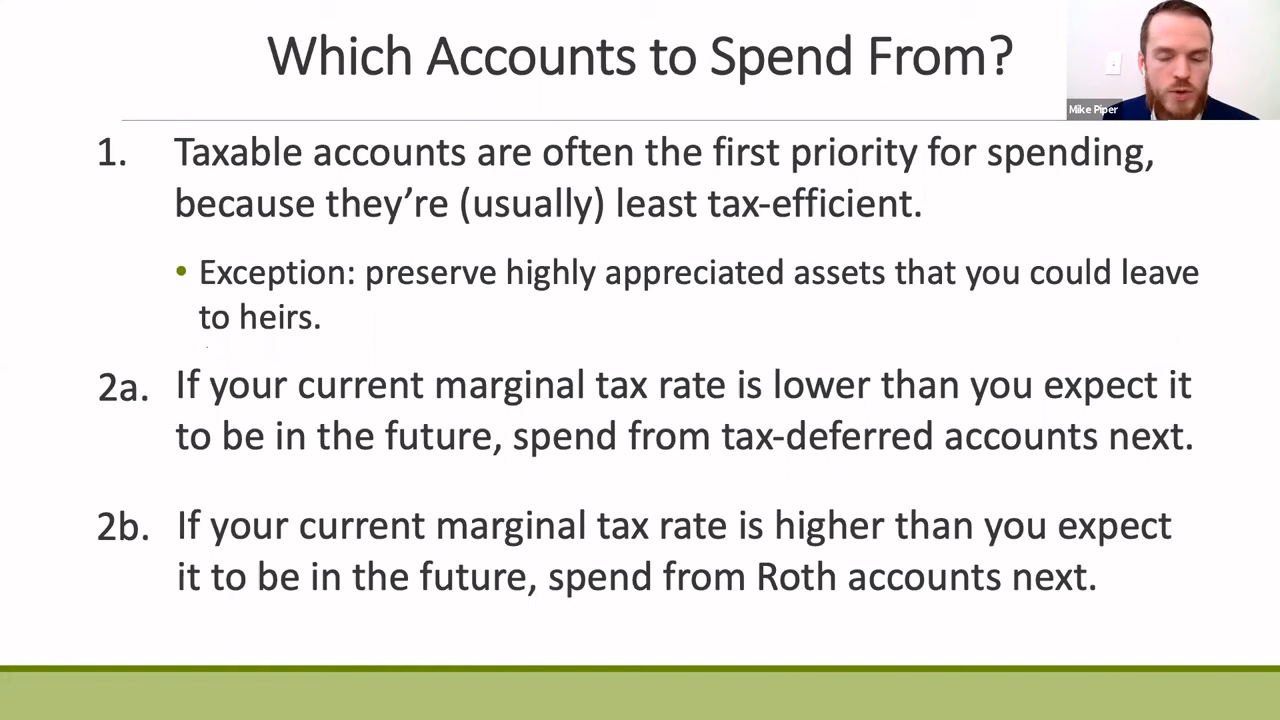 Which Accounts to Spend From?
Mike Piper
1. Taxable accounts are often the first priority for spending,
because they’re (usually) least tax-efficient.
• Exception: preserve highly appreciated assets that you could leave
to heirs.
2a. If your current marginal tax rate is lower than you expect it
to be in the future, spend from tax-deferred accounts next.
2b. If your current marginal tax rate is higher than you expect
it to be in the future, spend from Roth accounts next.